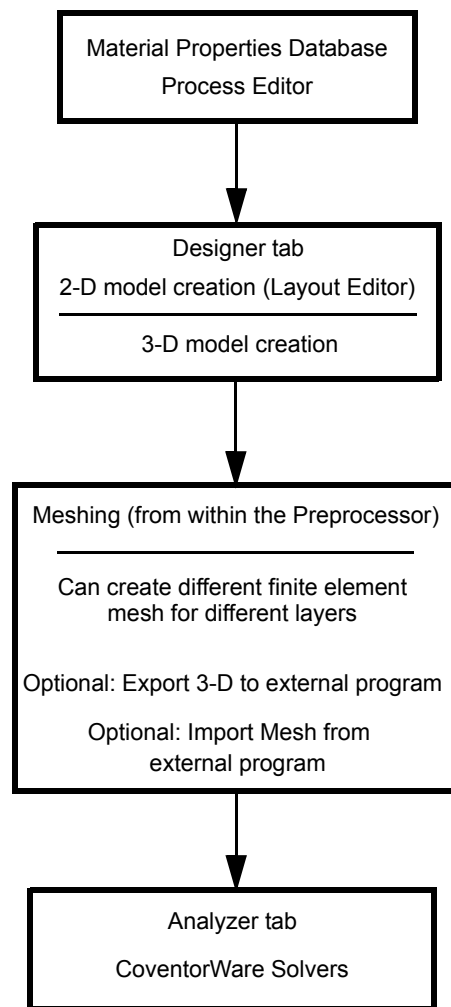 Material Properties Database
Process Editor
Designer tab
2-D model creation (Layout Editor)
3-D model creation
Meshing (from within the Preprocessor)
Can create different finite element
mesh for different layers
Optional: Export 3-D to external program
Optional: Import Mesh from
external program
Analyzer tab
CoventorWare Solvers